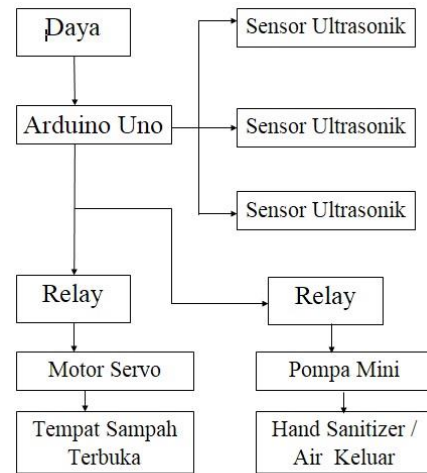 Daya
Sensor Ultrasonik
Arduino Uno
Sensor Ultrasonik
Sensor Ultrasonik
Relay
Relay
Motor Servo
Pompa Mini
Tempat Sampah
Terbuka
Hand Sanitizer /
Air Keluar